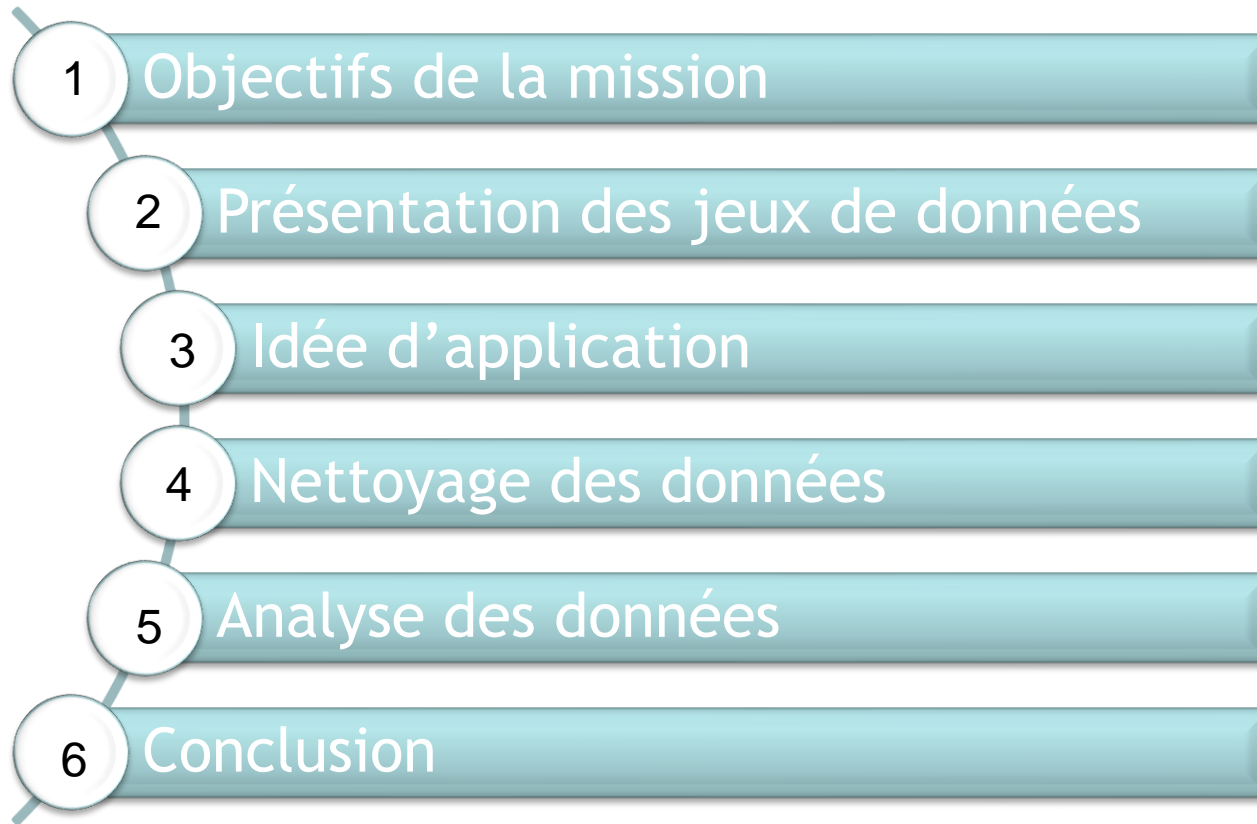 1 Objectifs de la mission
2 Présentation des jeux de données
3 Idée d’application
4 Nettoyage des données
5 Analyse des données
6 Conclusion